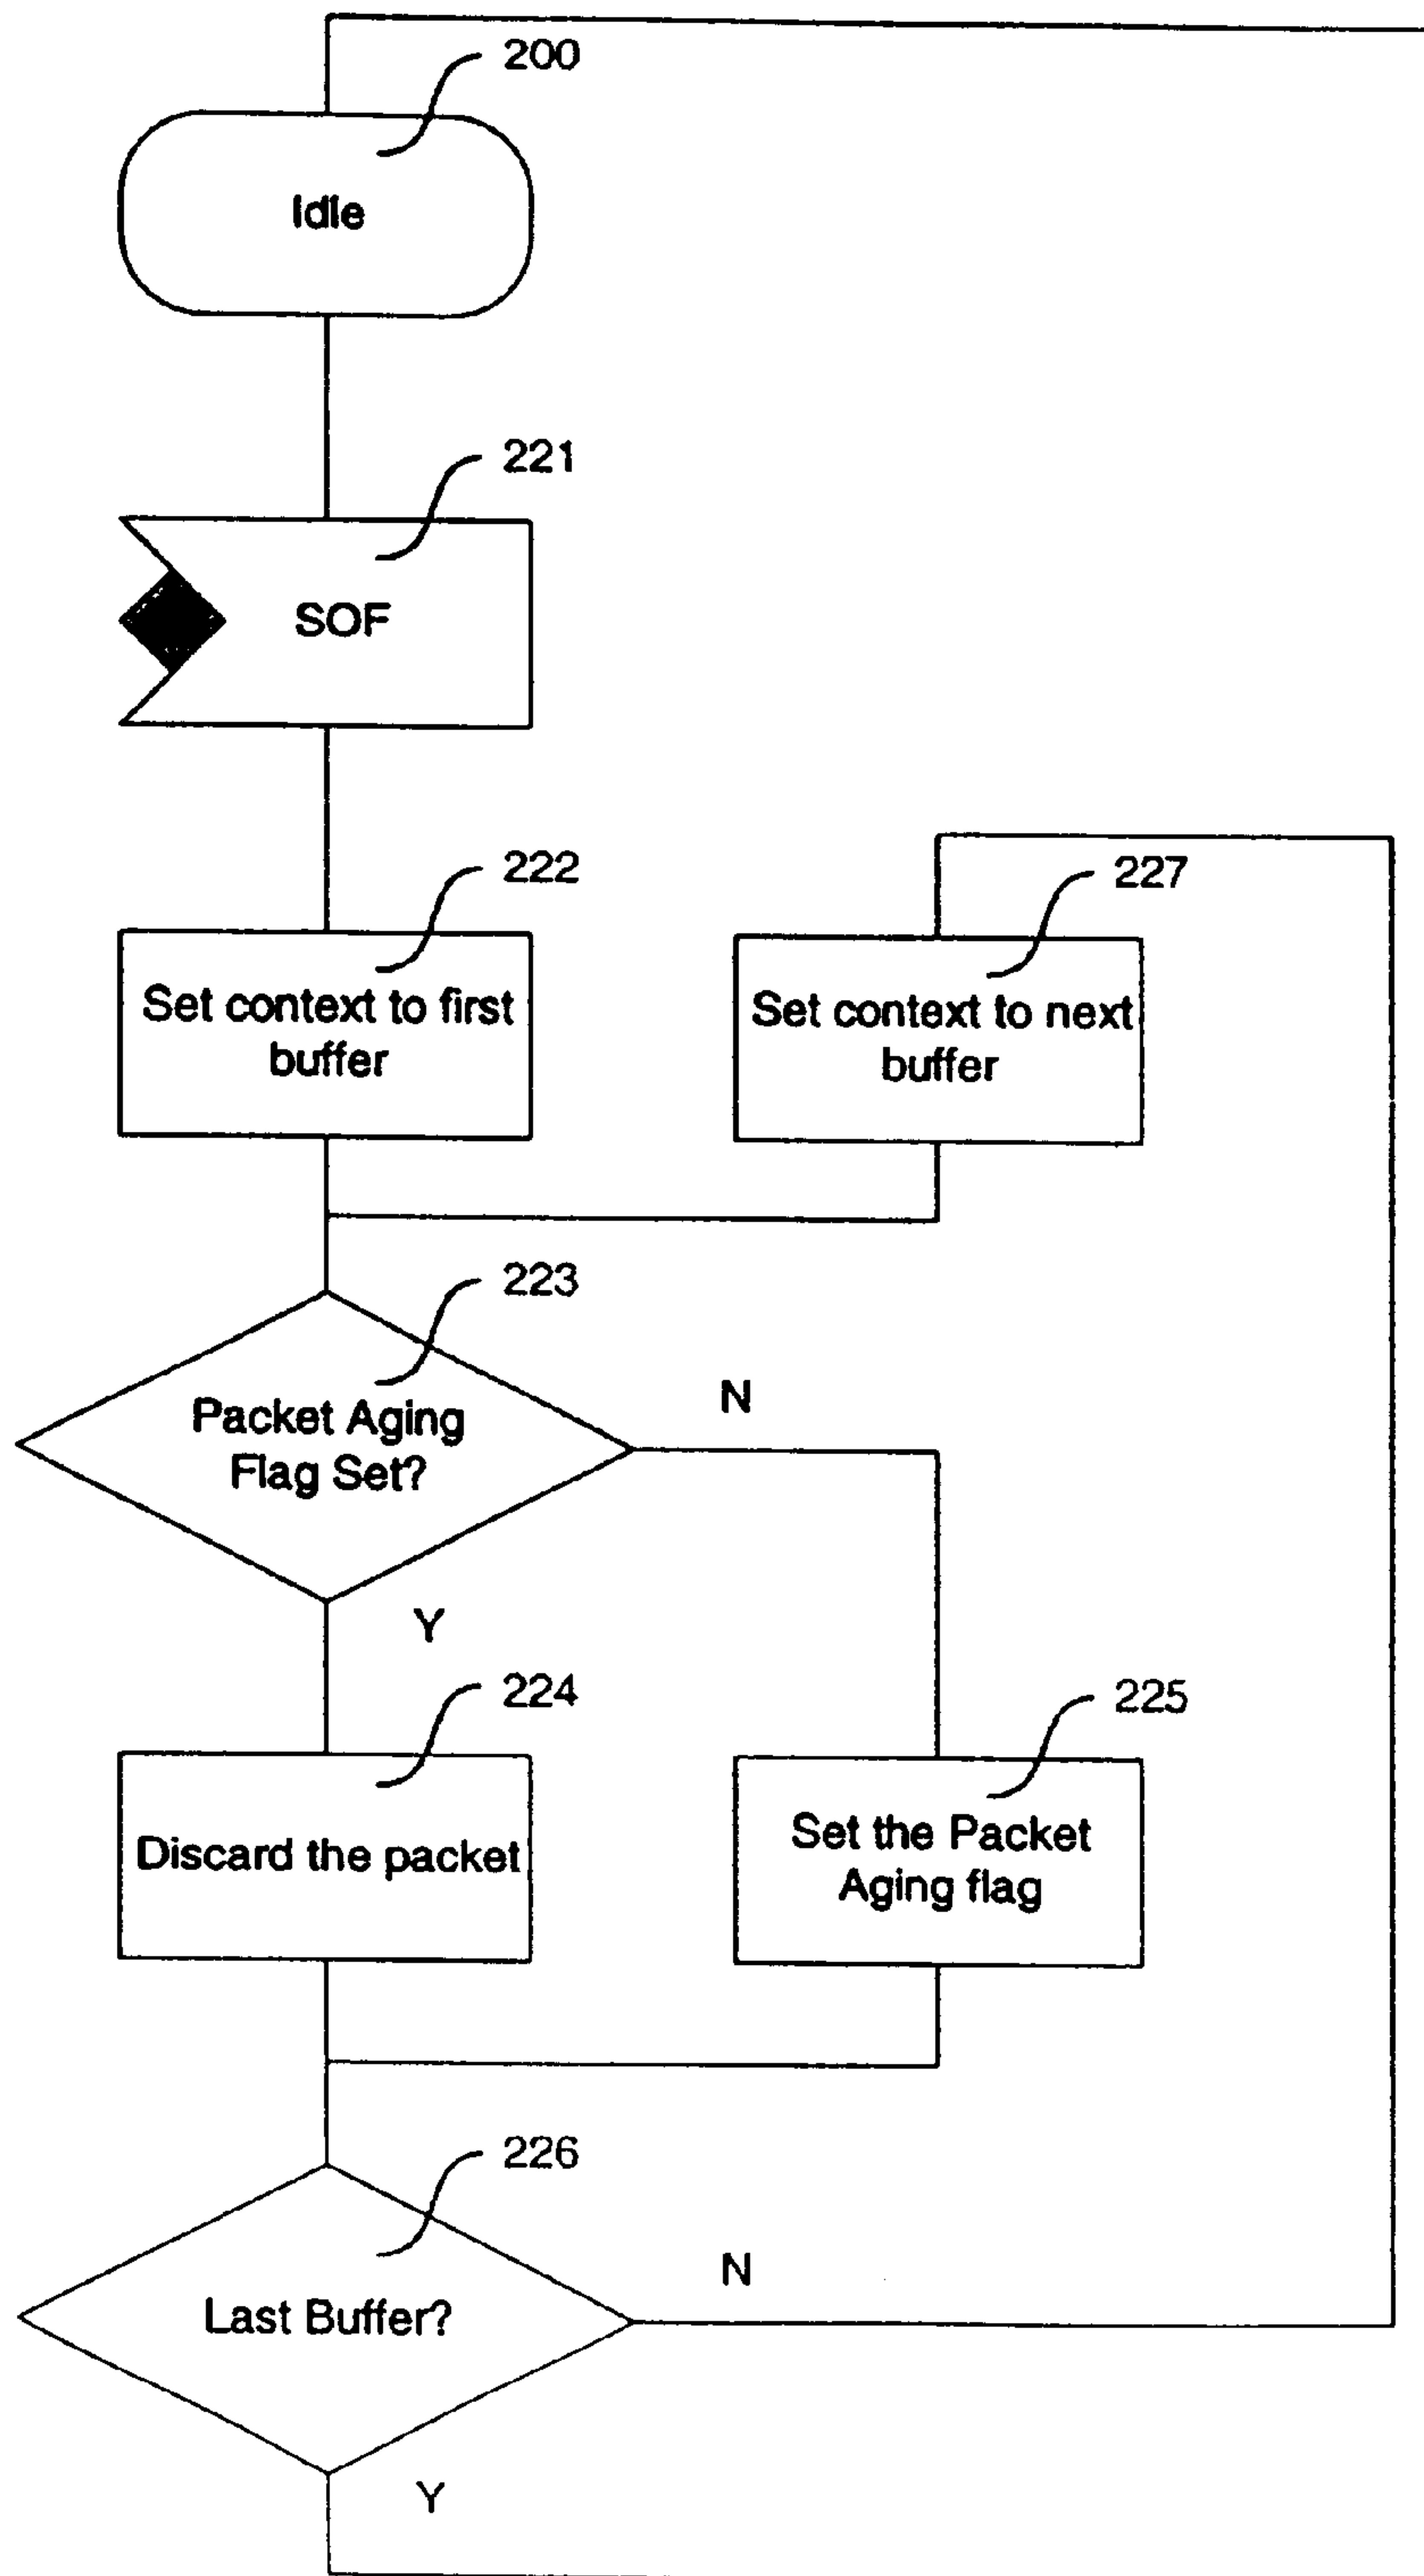 200
Idle
221
SOF
222
Set context to first
buffer
227
Set context to next
buffer
223
Packet Aging
Flag Set?
N
Y
224
Discard the packet
225
Set the Packet
Aging flag
226
Last Buffer?
N
Y